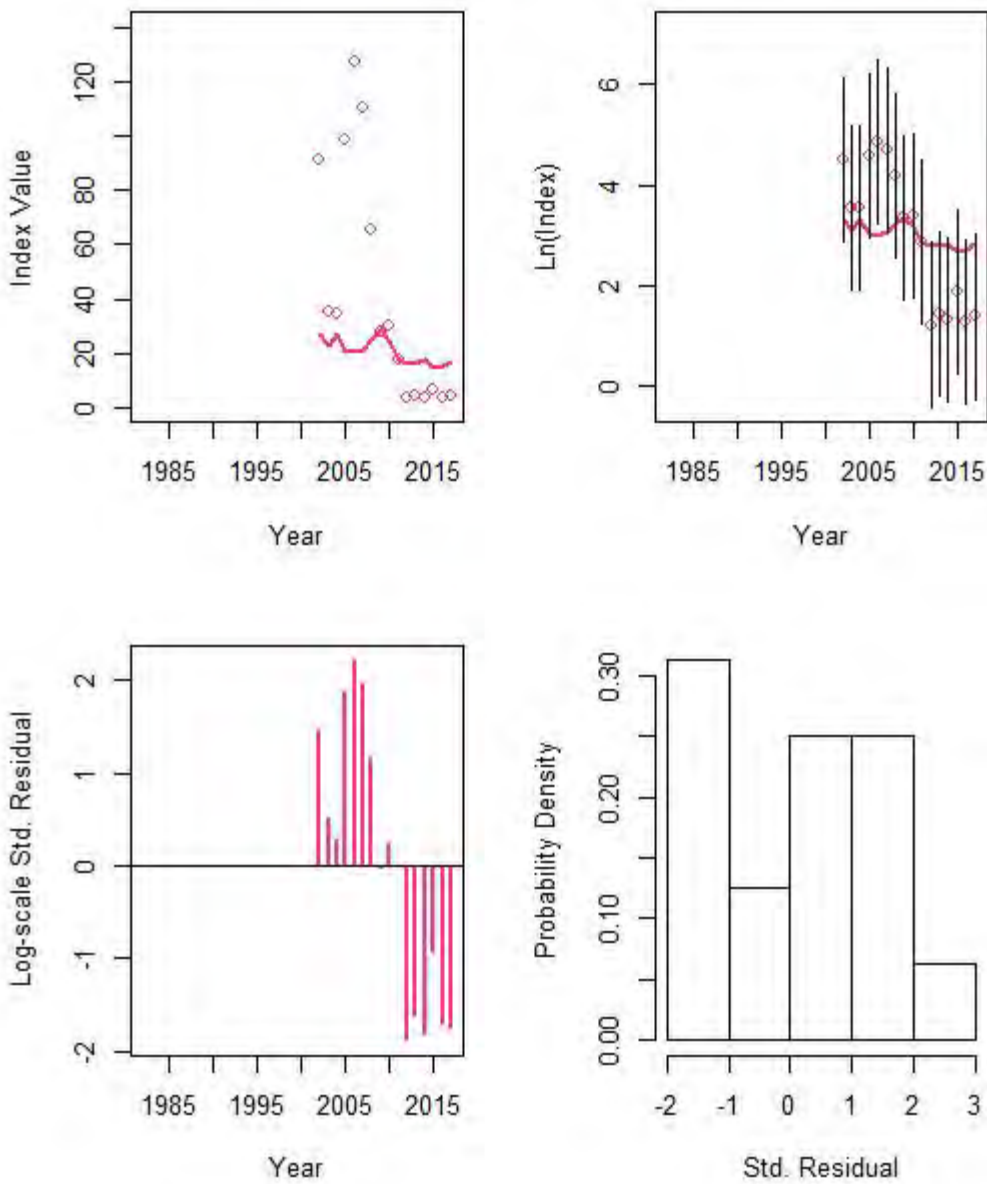 Index Value
0 20 40 60 80 120
1985 1995 2005 2015
Year
Ln(Index)
0 2 4 6
1985 1995 2005 2015
Year
Log-scale Std. Residual
-2 -1 0 1 2
1985 1995 2005 2015
Year
Probability Density
0.00 0.10 0.20 0.30
-2 -1 0 1 2 3
Std. Residual